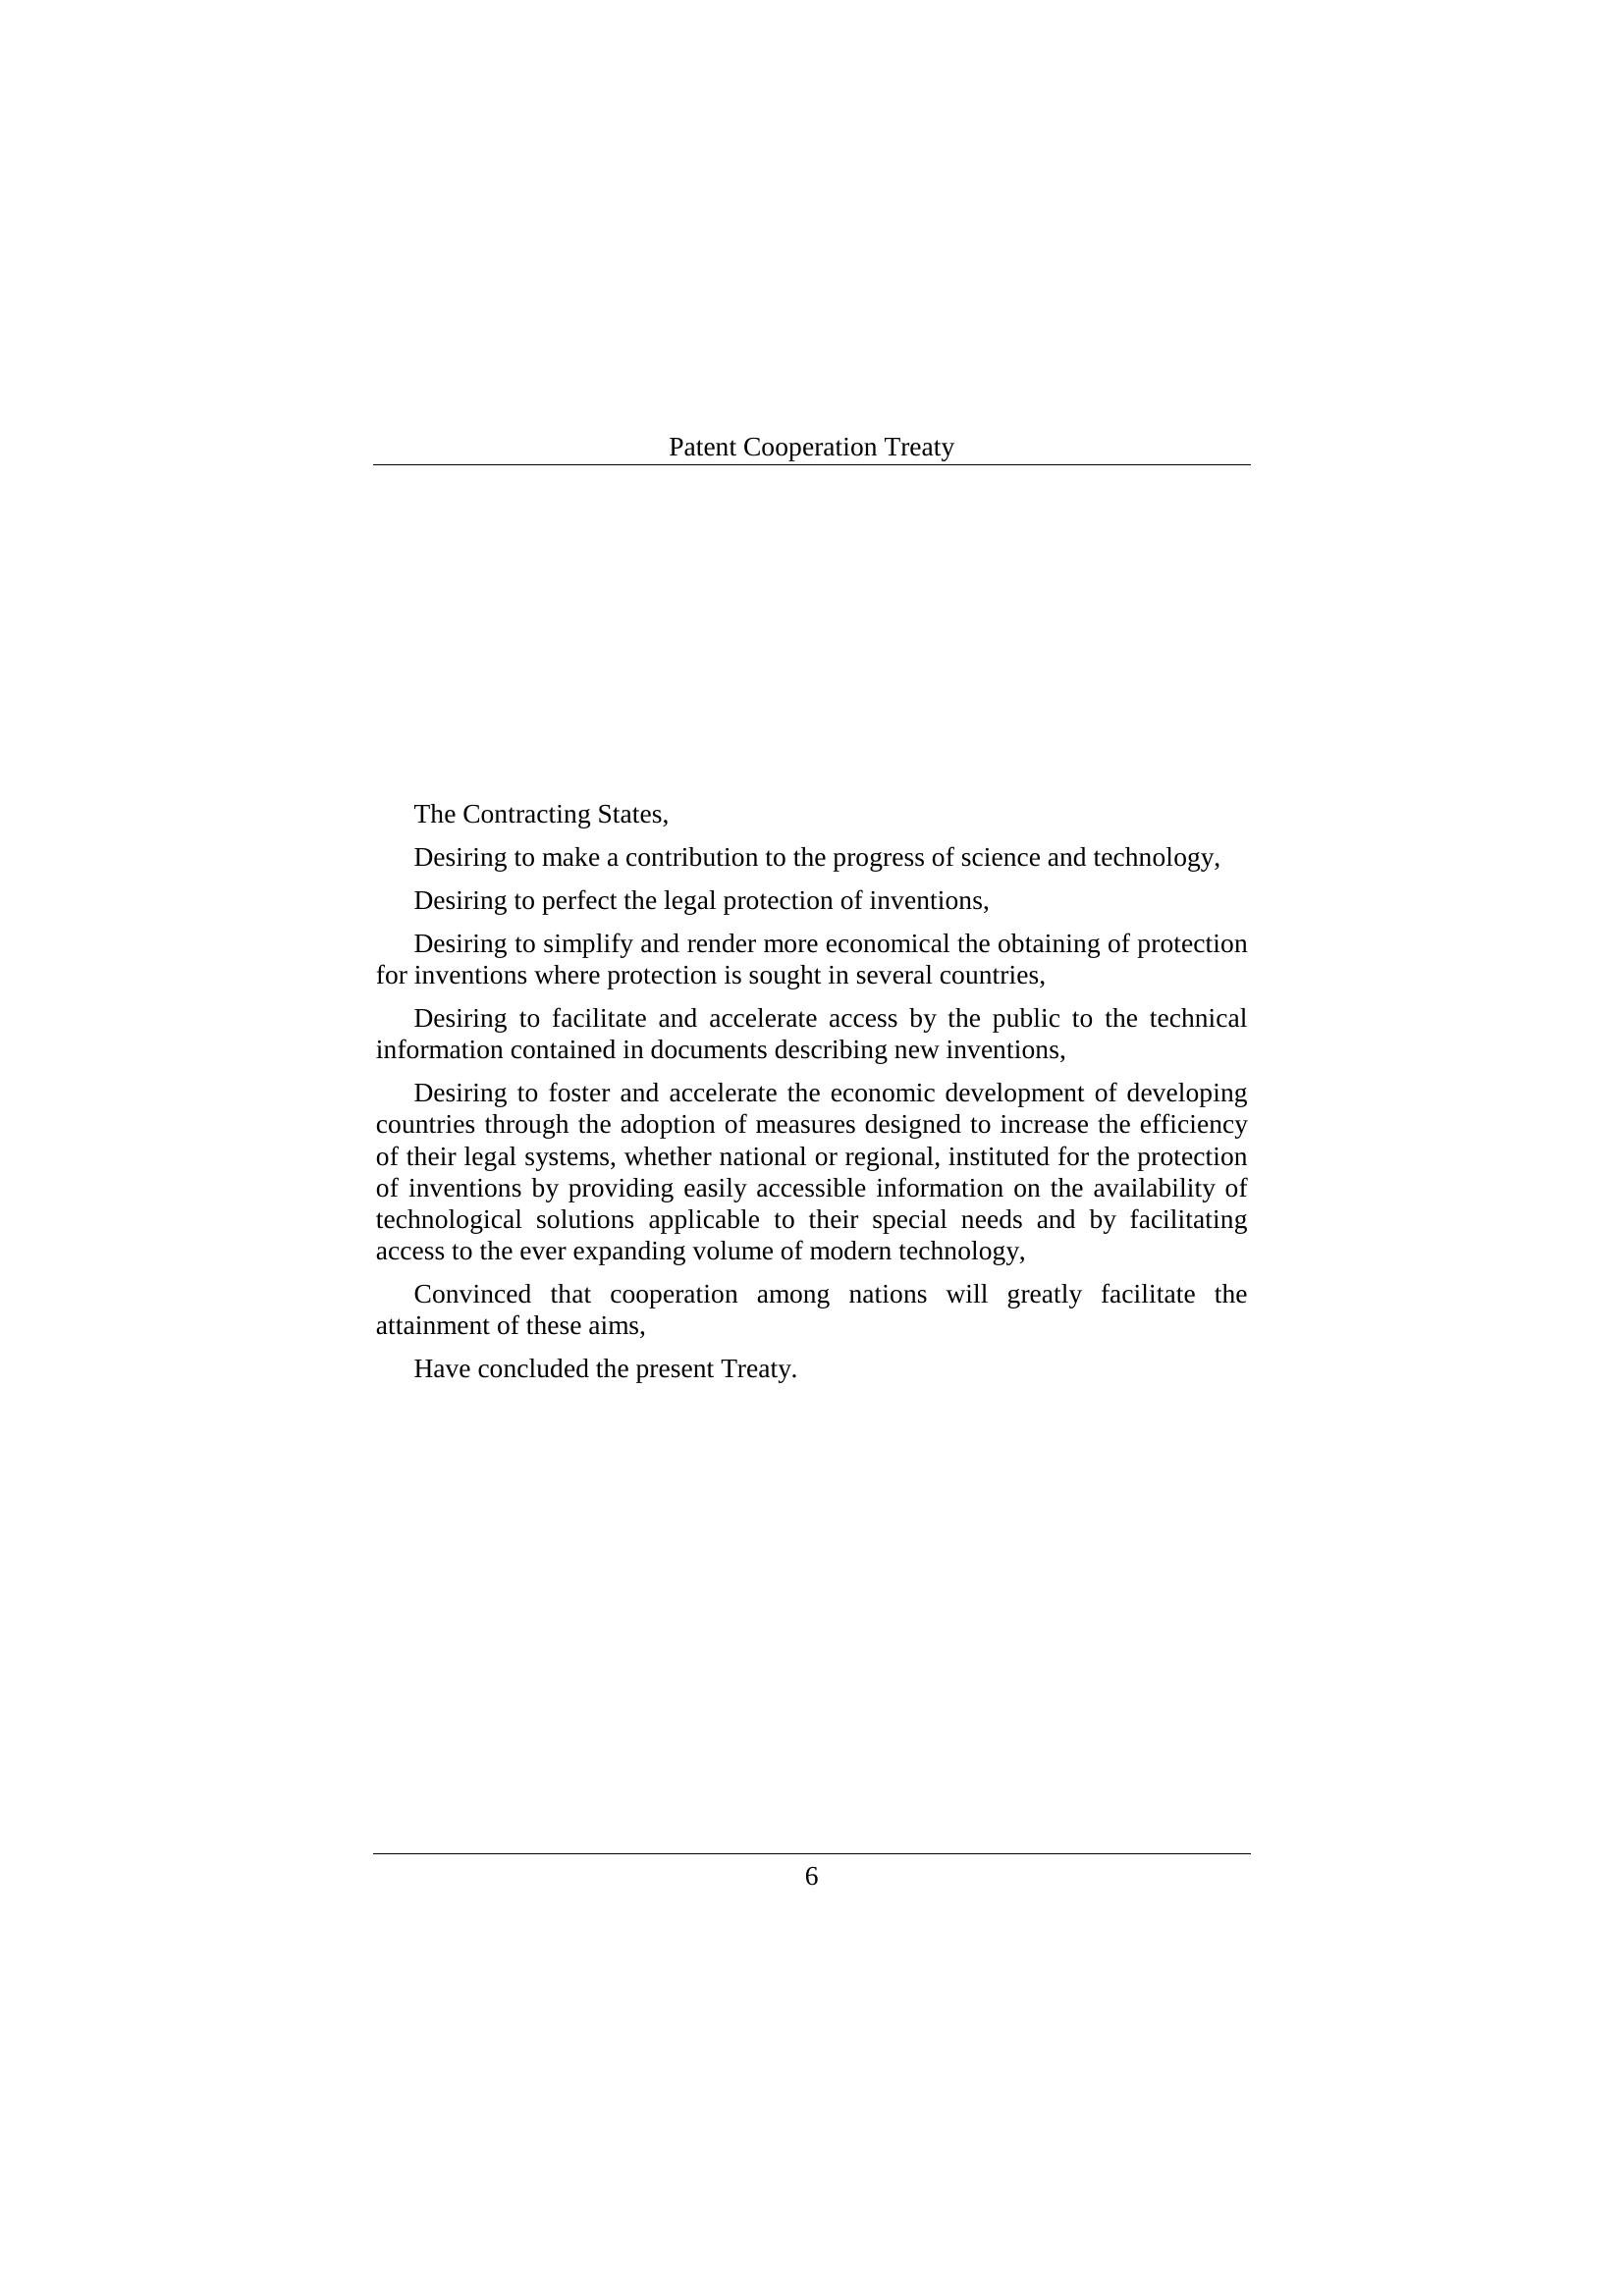 Patent Cooperation Treaty
The Contracting States,
Desiring to make a contribution to the progress of science and technology,
Desiring to perfect the legal protection of inventions,
Desiring to simplify and render more economical the obtaining of protection
for inventions where protection is sought in several countries,
Desiring to facilitate and accelerate access by the public to the technical
information contained in documents describing new inventions,
Desiring to foster and accelerate the economic development of developing
countries through the adoption of measures designed to increase the efficiency
of their legal systems, whether national or regional, instituted for the protection
of inventions by providing easily accessible information on the availability of
technological solutions applicable to their special needs and by facilitating
access to the ever expanding volume of modern technology,
Convinced that cooperation among nations will greatly facilitate the
attainment of these aims,
Have concluded the present Treaty.
6